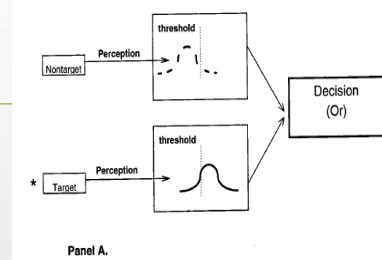 threshold
Perception
Nontarget
Decision
(Or)
threshold
Perception
* Target
Panel A.